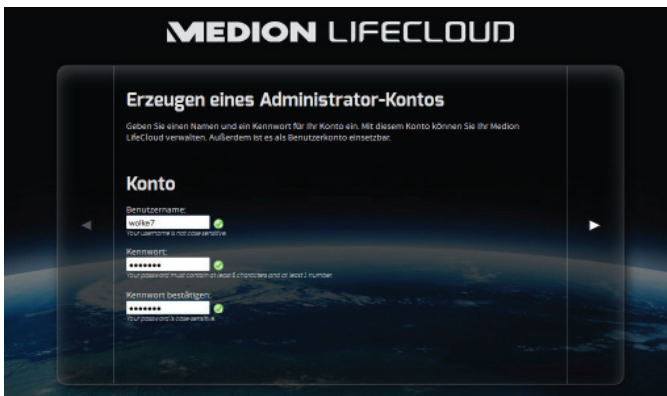 MEDION LIFECLOUD
Erzeugen eines Administrator-Kontos
Geben Sie einen Namen und ein Kennwort für Ihr Konto ein. Mit diesem Konto können Sie Ihr Medion
LifeCloud verwalten. Außerdem ist es als Benutzerkonto einsetzbar.
Konto
Benutzername:
wolke7
Your username is not case-sensitive.
Kennwort:
•••••••
Your password must contain at least 6 characters and at least 1 number.
Kennwort bestätigen:
•••••••
Your password is case-sensitive.